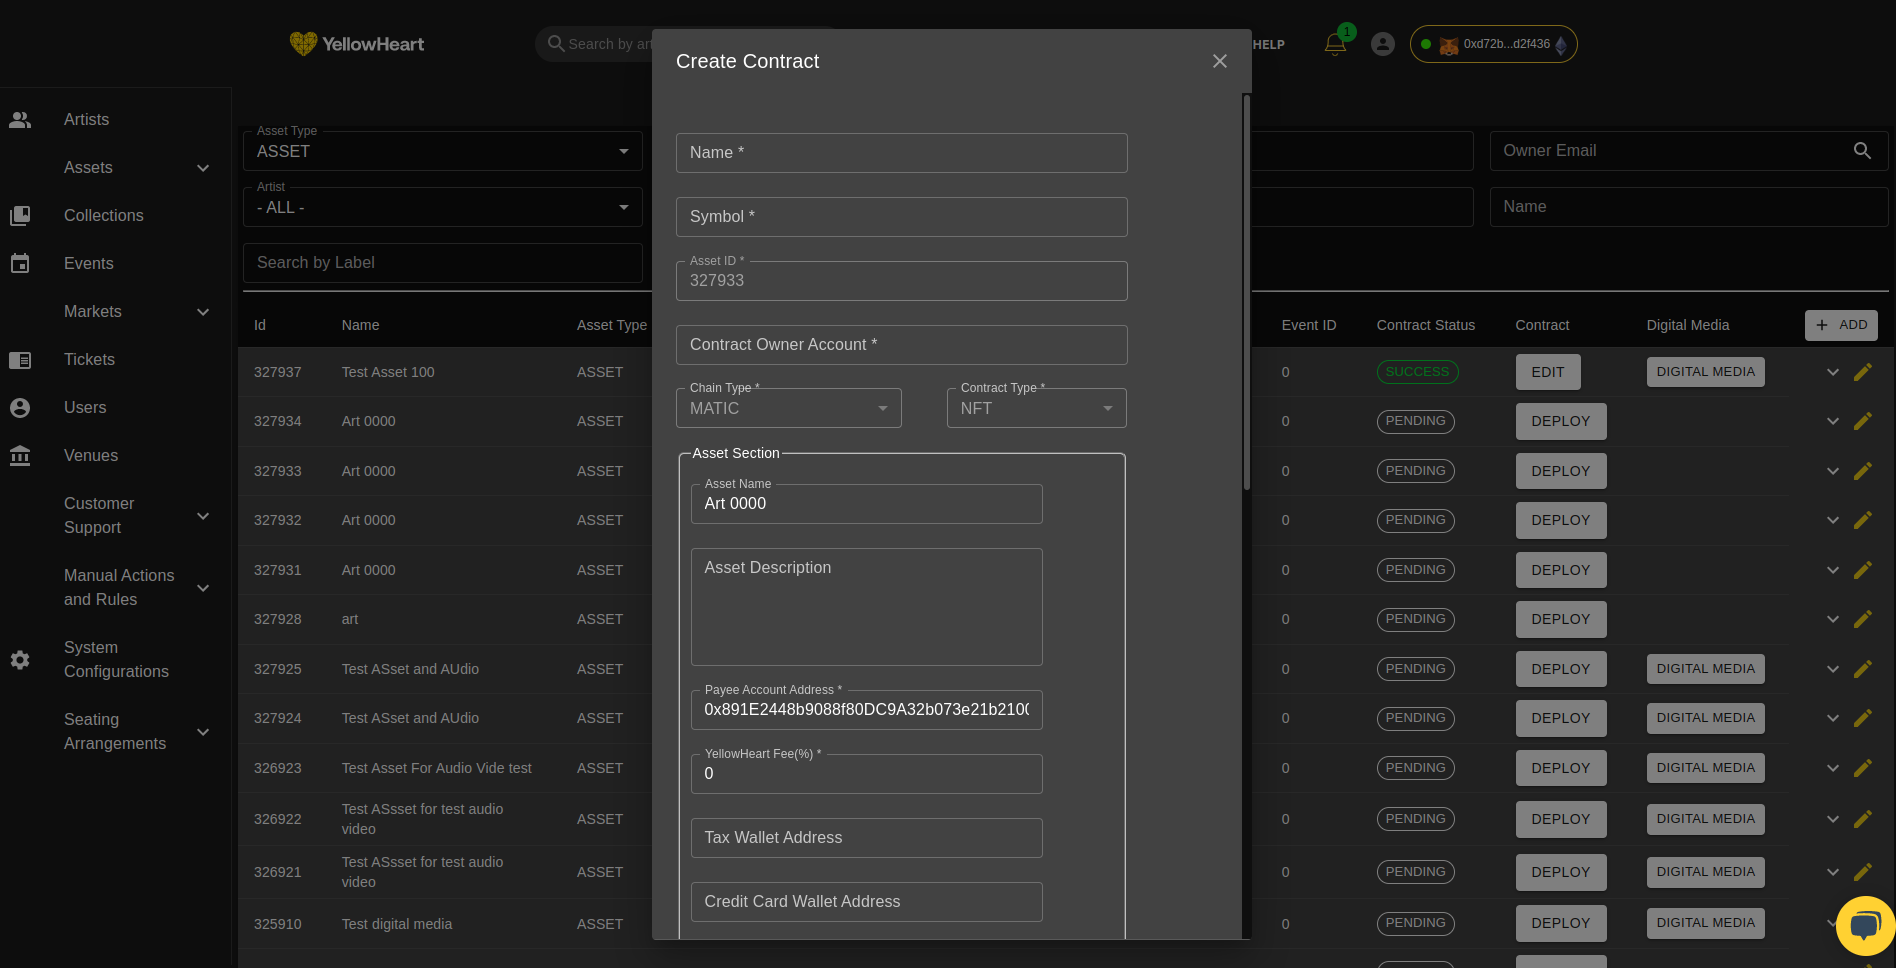 YellowHeart
Search by art
HELP
1
0xd72b...d2f436
Create Contract
Artists
Assets
Collections
Events
Markets
Tickets
Users
Venues
Customer
Support
Manual Actions
and Rules
System
Configurations
Seating
Arrangements
Asset Type
ASSET
Owner Email
Artist
- ALL -
Name
Search by Label
Id Name Asset Type Event ID Contract Status Contract Digital Media ADD
327937 Test Asset 100 ASSET 0 SUCCESS EDIT DIGITAL MEDIA
327934 Art 0000 ASSET 0 PENDING DEPLOY
327933 Art 0000 ASSET 0 PENDING DEPLOY
327932 Art 0000 ASSET 0 PENDING DEPLOY
327931 Art 0000 ASSET 0 PENDING DEPLOY
327928 art ASSET 0 PENDING DEPLOY
327925 Test ASset and AUdio ASSET 0 PENDING DEPLOY DIGITAL MEDIA
327924 Test ASset and AUdio ASSET 0 PENDING DEPLOY DIGITAL MEDIA
326923 Test Asset For Audio Vide test ASSET 0 PENDING DEPLOY DIGITAL MEDIA
326922 Test ASsset for test audio
video ASSET 0 PENDING DEPLOY DIGITAL MEDIA
326921 Test ASsset for test audio
video ASSET 0 PENDING DEPLOY DIGITAL MEDIA
325910 Test digital media ASSET 0 PENDING DEPLOY DIGITAL MEDIA
Name *
Symbol *
Asset ID *
327933
Contract Owner Account *
Chain Type * Contract Type *
MATIC NFT
Asset Section
Asset Name
Art 0000
Asset Description
Payee Account Address *
0x891E2448b9088f80DC9A32b073e21b2100
YellowHeart Fee(%) *
0
Tax Wallet Address
Credit Card Wallet Address